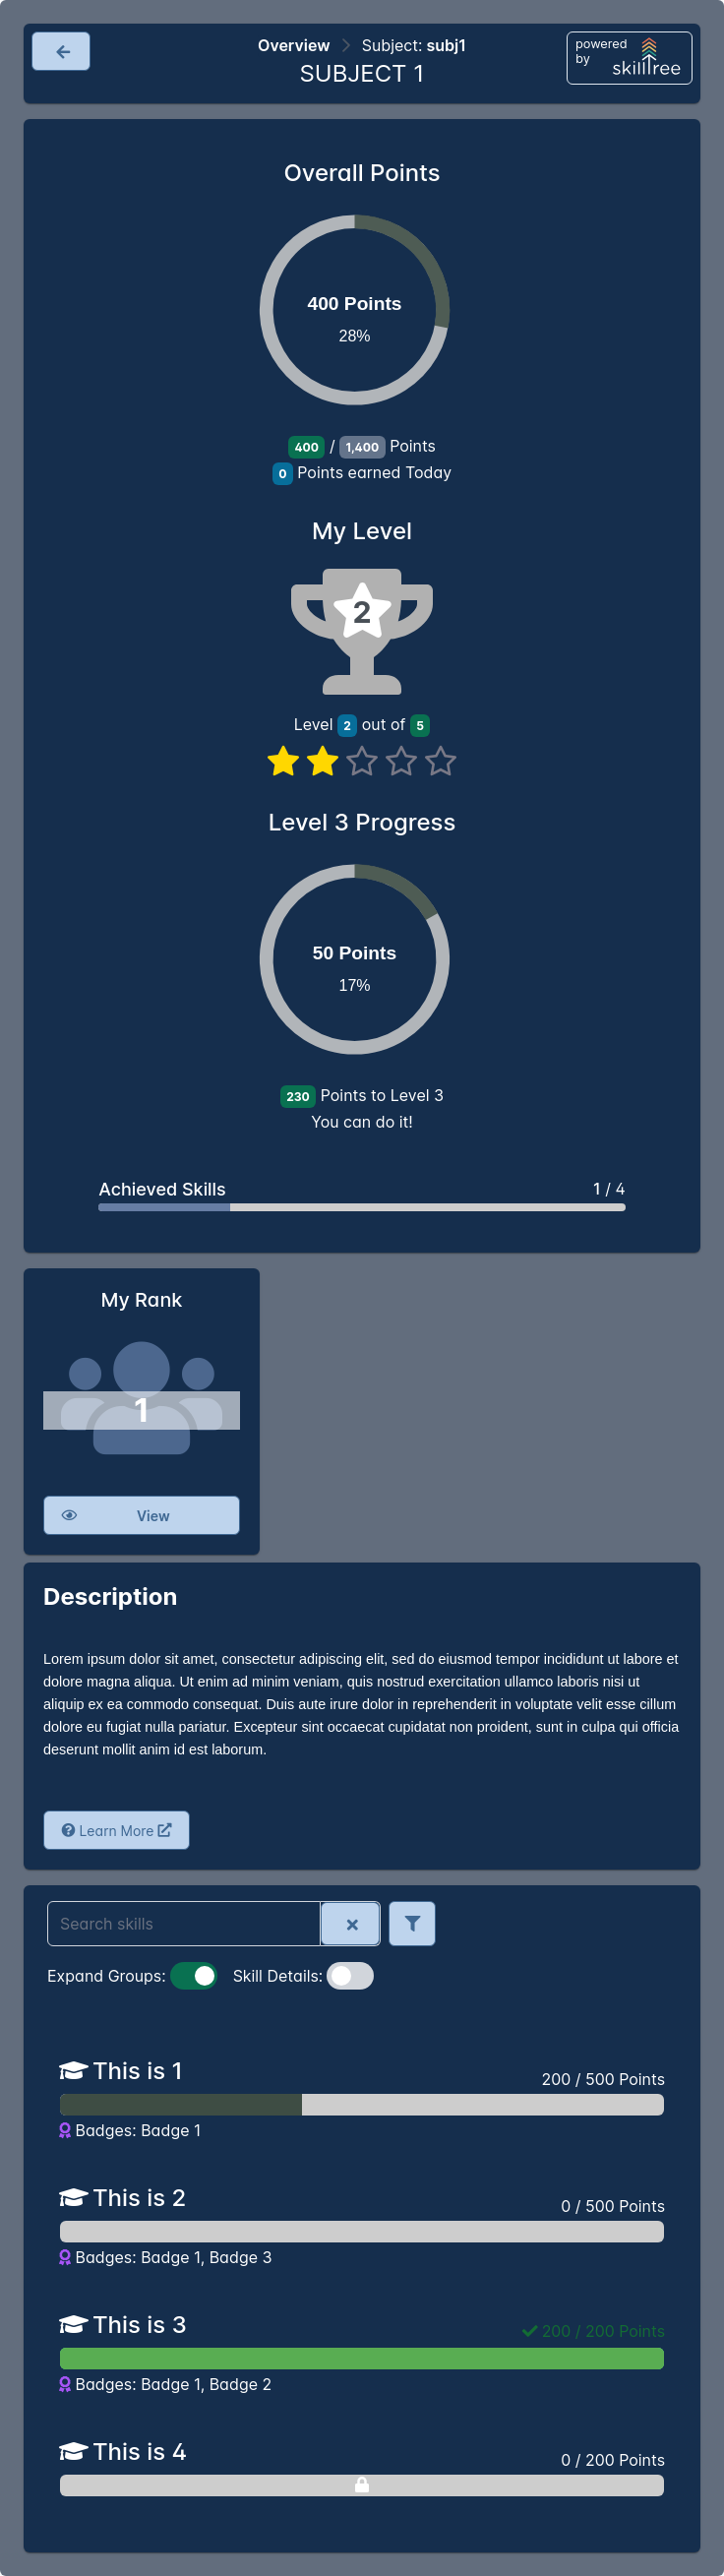 Overview > Subject: subj1
SUBJECT 1
powered
by
skilltree
Overall Points
400 Points
28%
400 / 1,400 Points
0 Points earned Today
My Level
2
Level 2 out of 5
Level 3 Progress
50 Points
17%
230 Points to Level 3
You can do it!
Achieved Skills 1 / 4
My Rank
1
View
Description
Lorem ipsum dolor sit amet, consectetur adipiscing elit, sed do eiusmod tempor incididunt ut labore et
dolore magna aliqua. Ut enim ad minim veniam, quis nostrud exercitation ullamco laboris nisi ut
aliquip ex ea commodo consequat. Duis aute irure dolor in reprehenderit in voluptate velit esse cillum
dolore eu fugiat nulla pariatur. Excepteur sint occaecat cupidatat non proident, sunt in culpa qui officia
deserunt mollit anim id est laborum.
Learn More
Search skills
Expand Groups: Skill Details:
This is 1 200 / 500 Points
Badges: Badge 1
This is 2 0 / 500 Points
Badges: Badge 1, Badge 3
This is 3 200 / 200 Points
Badges: Badge 1, Badge 2
This is 4 0 / 200 Points